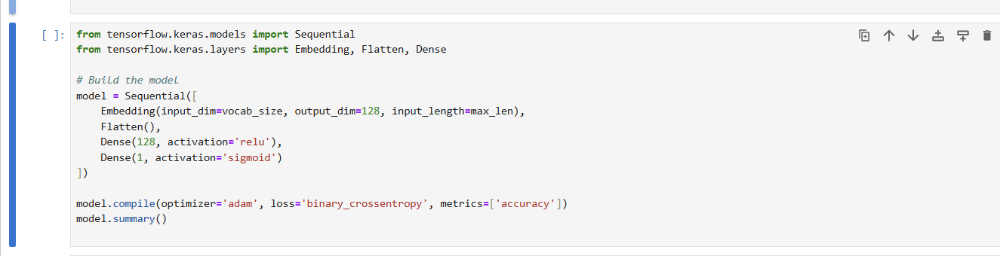 [ ]:
from tensorflow.keras.models import Sequential
from tensorflow.keras.layers import Embedding, Flatten, Dense
# Build the model
model = Sequential([
    Embedding(input_dim=vocab_size, output_dim=128, input_length=max_len),
    Flatten(),
    Dense(128, activation='relu'),
    Dense(1, activation='sigmoid')
])
model.compile(optimizer='adam', loss='binary_crossentropy', metrics=['accuracy'])
model.summary()